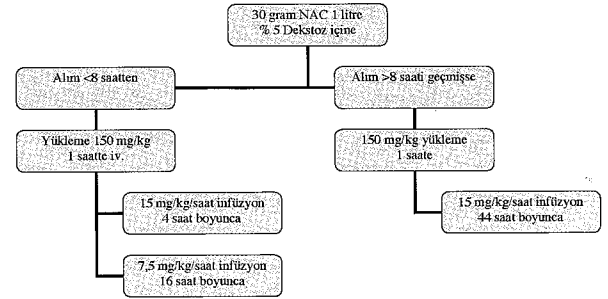 30 gram NAC 1 litre
% 5 Dekstoz içine
Alım <8 saatten
Alım >8 saati geçmişse
Yükleme 150 mg/kg
1 saatte iv.
150 mg/kg yükleme
1 saate
15 mg/kg/saat infüzyon
4 saat boyunca
15 mg/kg/saat infüzyon
44 saat boyunca
7,5 mg/kg/saat infüzyon
16 saat boyunca